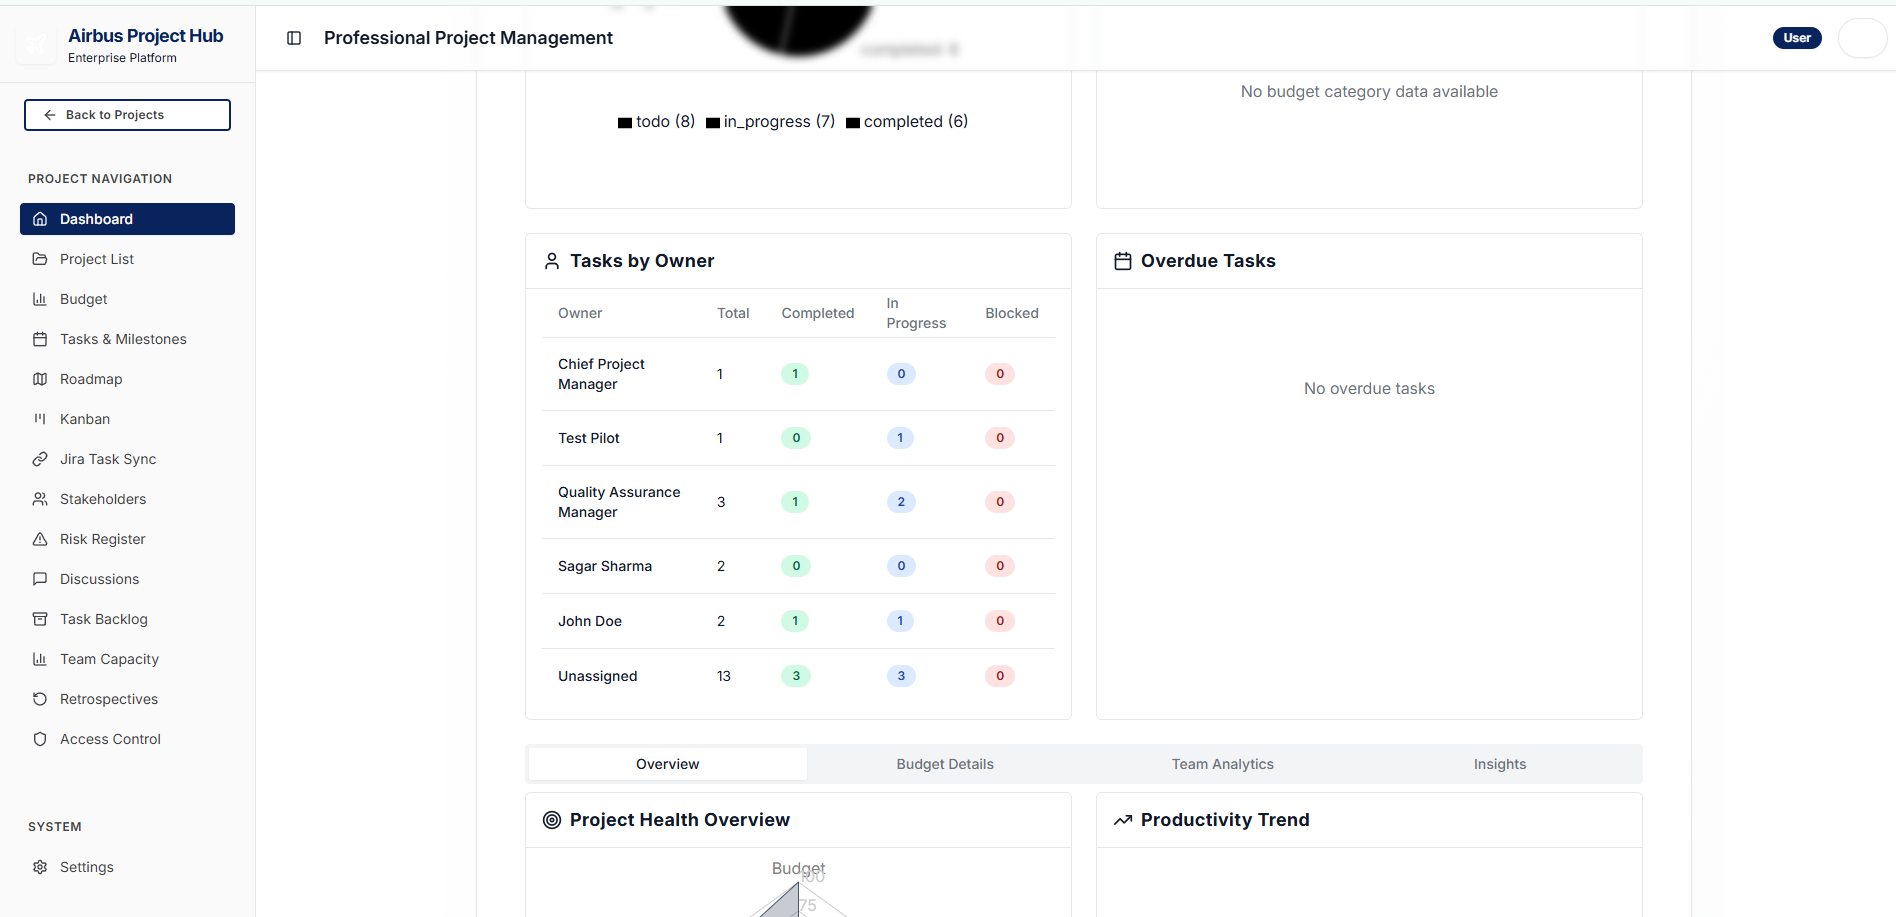 Airbus Project Hub
Enterprise Platform
Professional Project Management
User
Back to Projects
PROJECT NAVIGATION
Dashboard
Project List
Budget
Tasks & Milestones
Roadmap
Kanban
Jira Task Sync
Stakeholders
Risk Register
Discussions
Task Backlog
Team Capacity
Retrospectives
Access Control
SYSTEM
Settings
completed: 6
todo (8) in_progress (7) completed (6)
No budget category data available
Tasks by Owner
Owner Total Completed In Progress Blocked
Chief Project Manager 1 1 0 0
Test Pilot 1 0 1 0
Quality Assurance Manager 3 1 2 0
Sagar Sharma 2 0 0 0
John Doe 2 1 1 0
Unassigned 13 3 3 0
Overdue Tasks
No overdue tasks
Overview Budget Details Team Analytics Insights
Project Health Overview
Budget
100
75
Productivity Trend